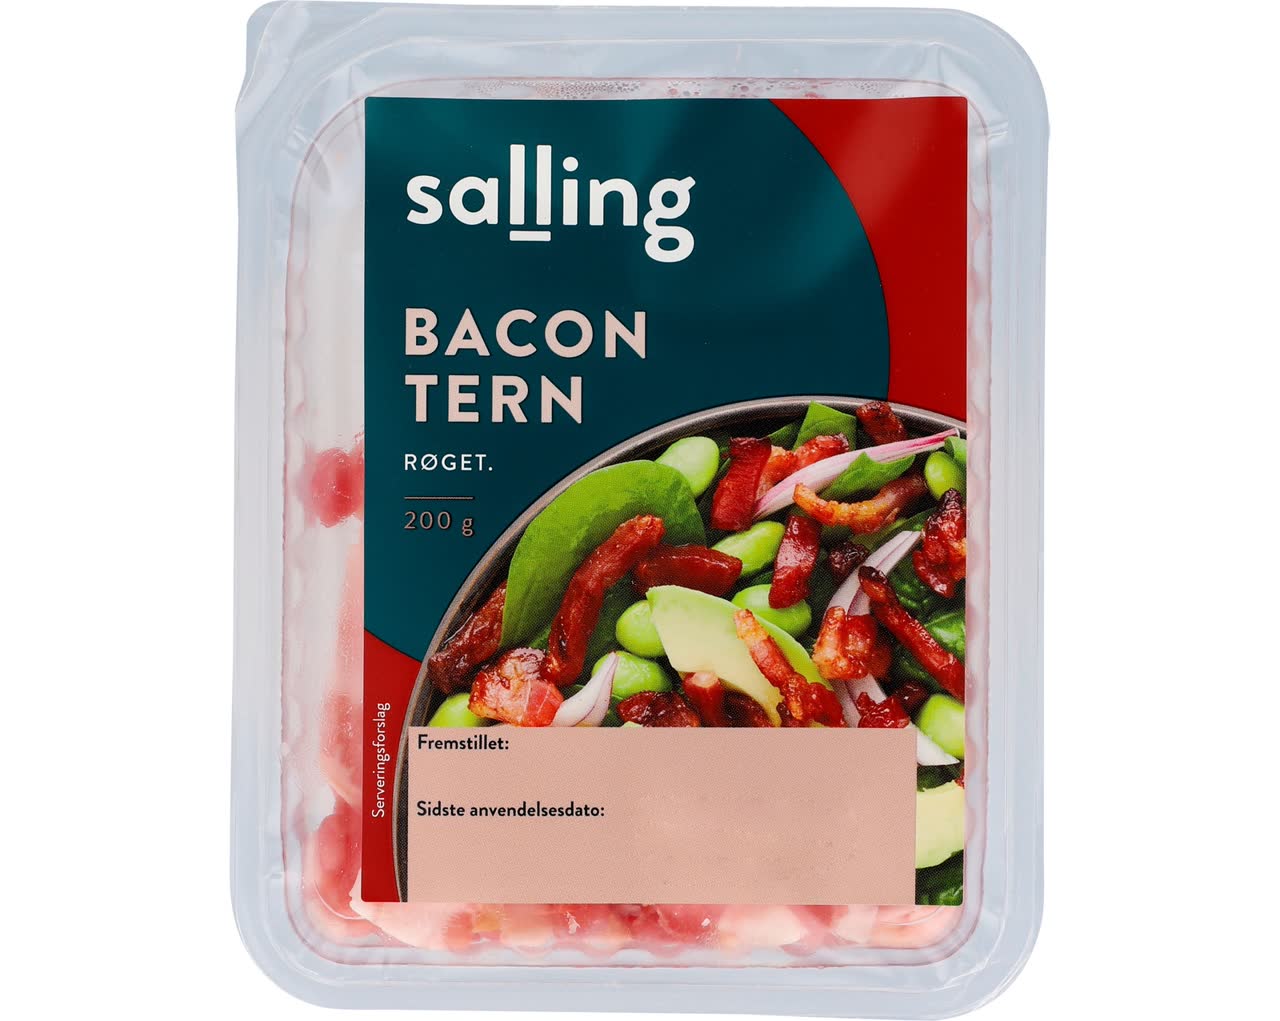 salling
BACON
TERN
RØGET.
200 g
Serveringsforslag
Fremstillet:
Sidste anvendelsesdato: